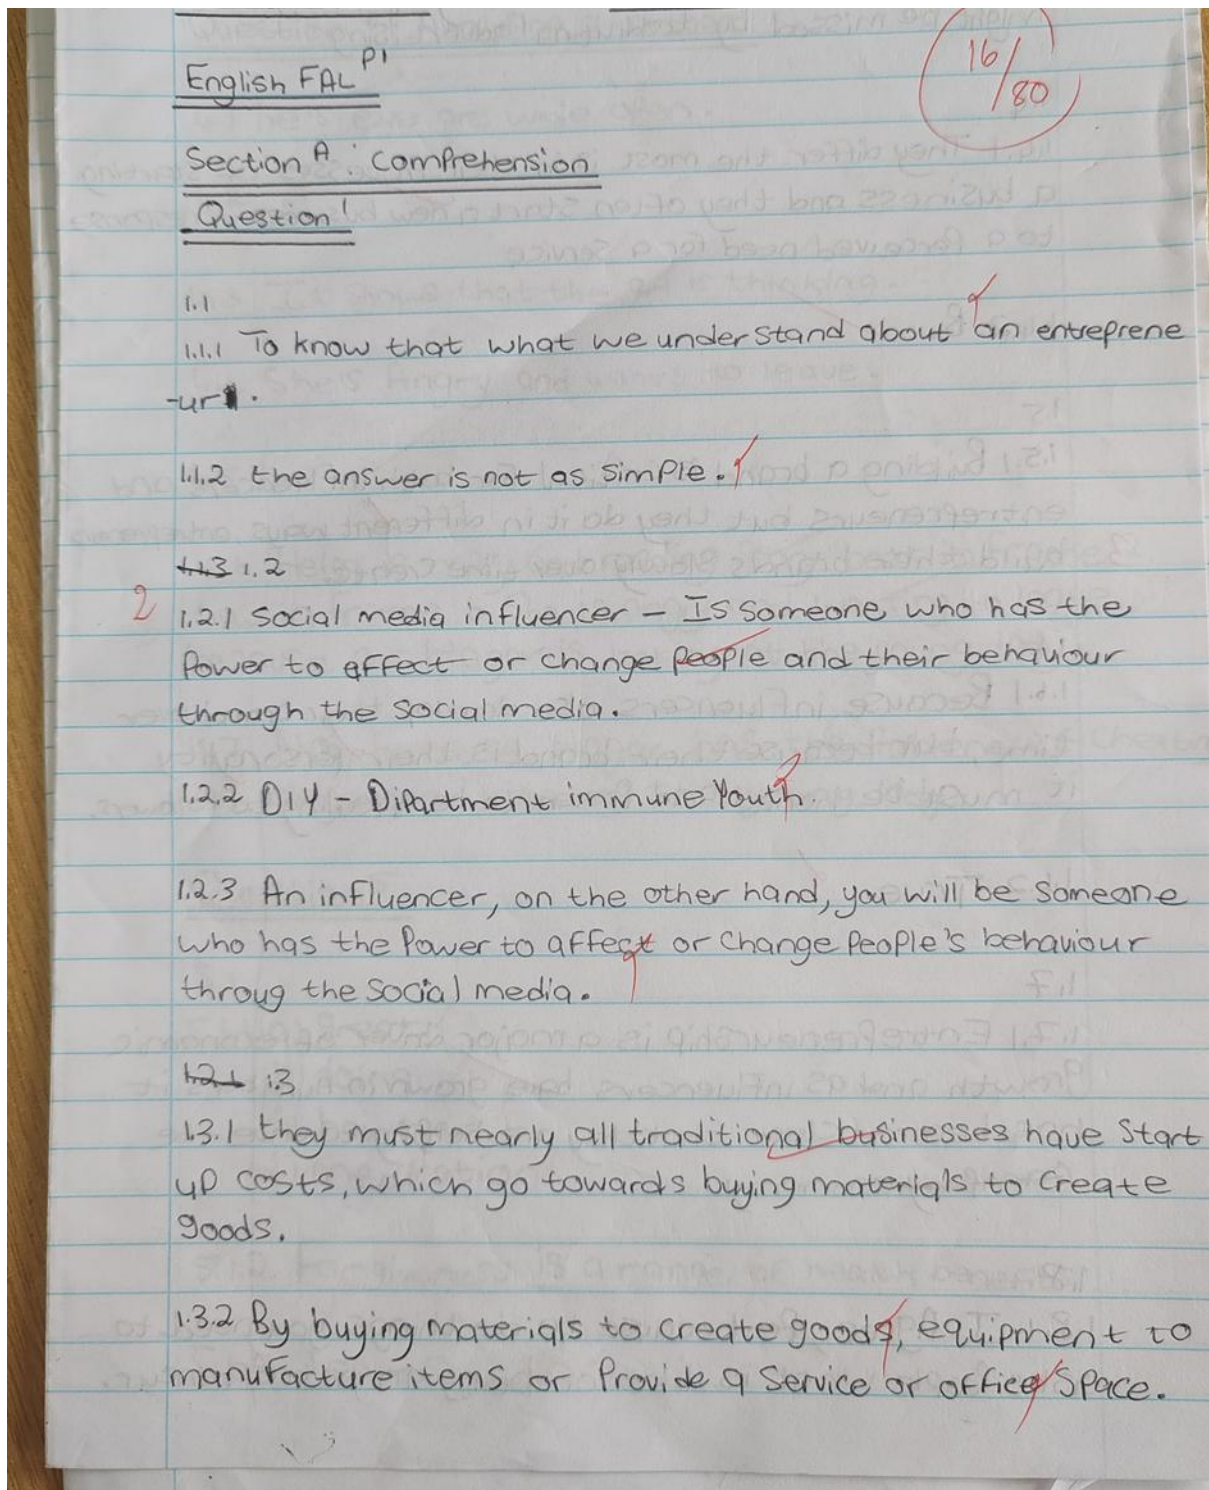 English FAL P1
16/80
Section A : Comprehension
Question 1
1.1
1.1.1 To know that what we understand about an entreprene
-ur.
1.1.2 the answer is not as simple.
1.1.3 1.2
2
1.2.1 Social media influencer – Is someone who has the
Power to affect or change people and their behaviour
through the social media.
1.2.2 DIY – Dipartment immune Youth.
1.2.3 An influencer, on the other hand, you will be someone
who has the Power to affect or change People's behaviour
throug the social media.
1.2.1 1.3
1.3.1 they must nearly all traditional businesses have Start
up costs, which go towards buying materials to create
goods.
1.3.2 By buying materials to create goods, equipment to
manufacture items or Provide a Service or office Space.